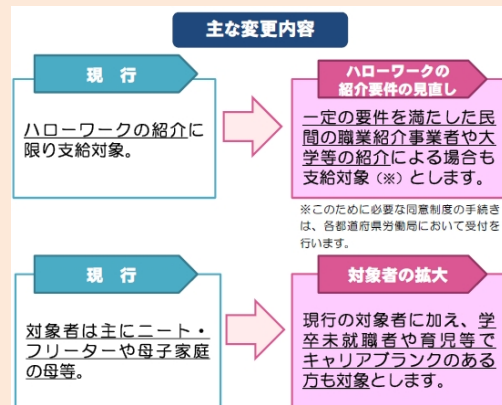 主な変更内容
現 行
ハローワークの紹介に
限り支給対象。
ハローワークの
紹介要件の見直し
一定の要件を満たした民
間の職業紹介事業者や大
学等の紹介による場合も
支給対象（※）とします。
※このために必要な同意制度の手続き
は、各都道府県労働局において受付を
行います。
現 行
対象者は主にニート・
フリーターや母子家庭
の母等。
対象者の拡大
現行の対象者に加え、学
卒未就職者や育児等で
キャリアブランクのある
方も対象とします。